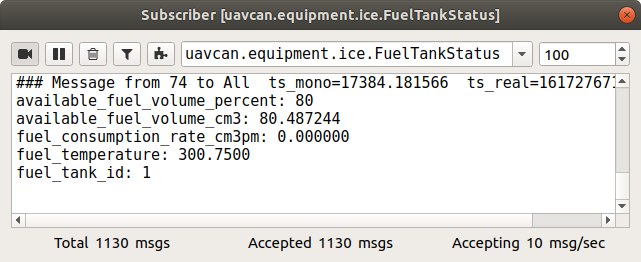 Subscriber [uavcan.equipment.ice.FuelTankStatus]
uavcan.equipment.ice.FuelTankStatus 100
### Message from 74 to All  ts_mono=17384.181566  ts_real=161727671
available_fuel_volume_percent: 80
available_fuel_volume_cm3: 80.487244
fuel_consumption_rate_cm3pm: 0.000000
fuel_temperature: 300.7500
fuel_tank_id: 1
Total 1130 msgs Accepted 1130 msgs Accepting 10 msg/sec